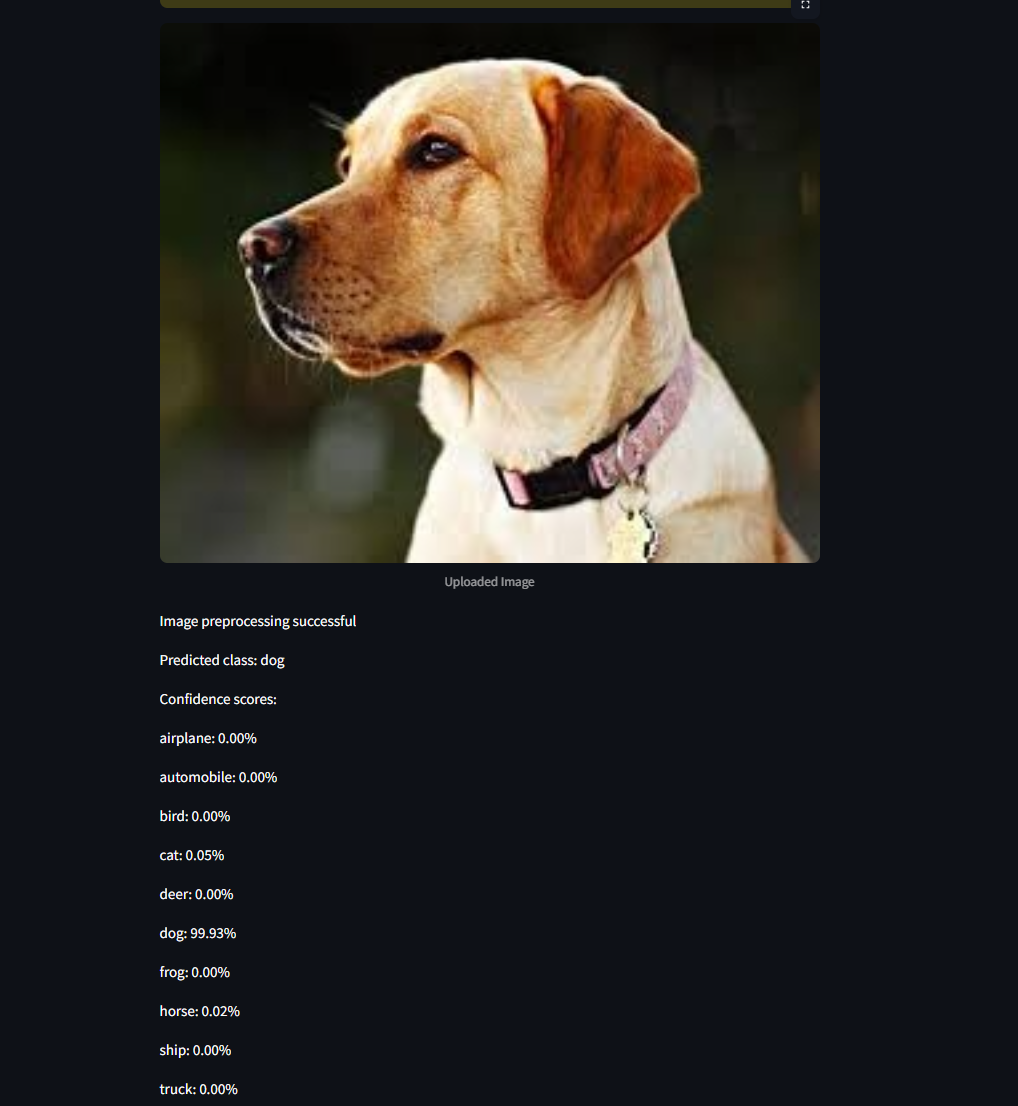 Uploaded Image
Image preprocessing successful
Predicted class: dog
Confidence scores:
airplane: 0.00%
automobile: 0.00%
bird: 0.00%
cat: 0.05%
deer: 0.00%
dog: 99.93%
frog: 0.00%
horse: 0.02%
ship: 0.00%
truck: 0.00%